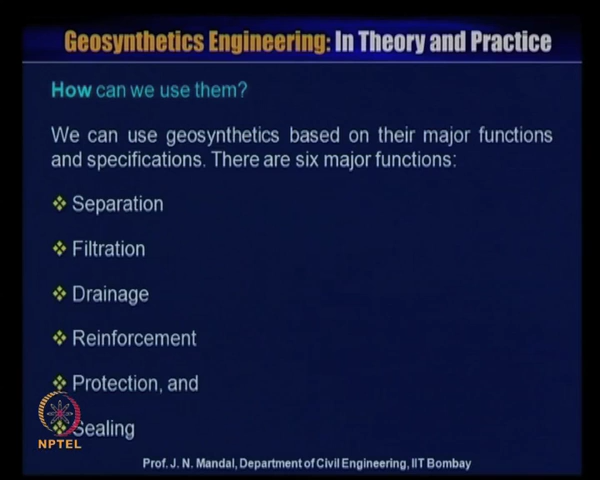 Geosynthetics Engineering: In Theory and Practice
How can we use them?
We can use geosynthetics based on their major functions
and specifications. There are six major functions:
Separation
Filtration
Drainage
Reinforcement
Protection, and
Sealing
NPTEL
Prof. J. N. Mandal, Department of Civil Engineering, IIT Bombay